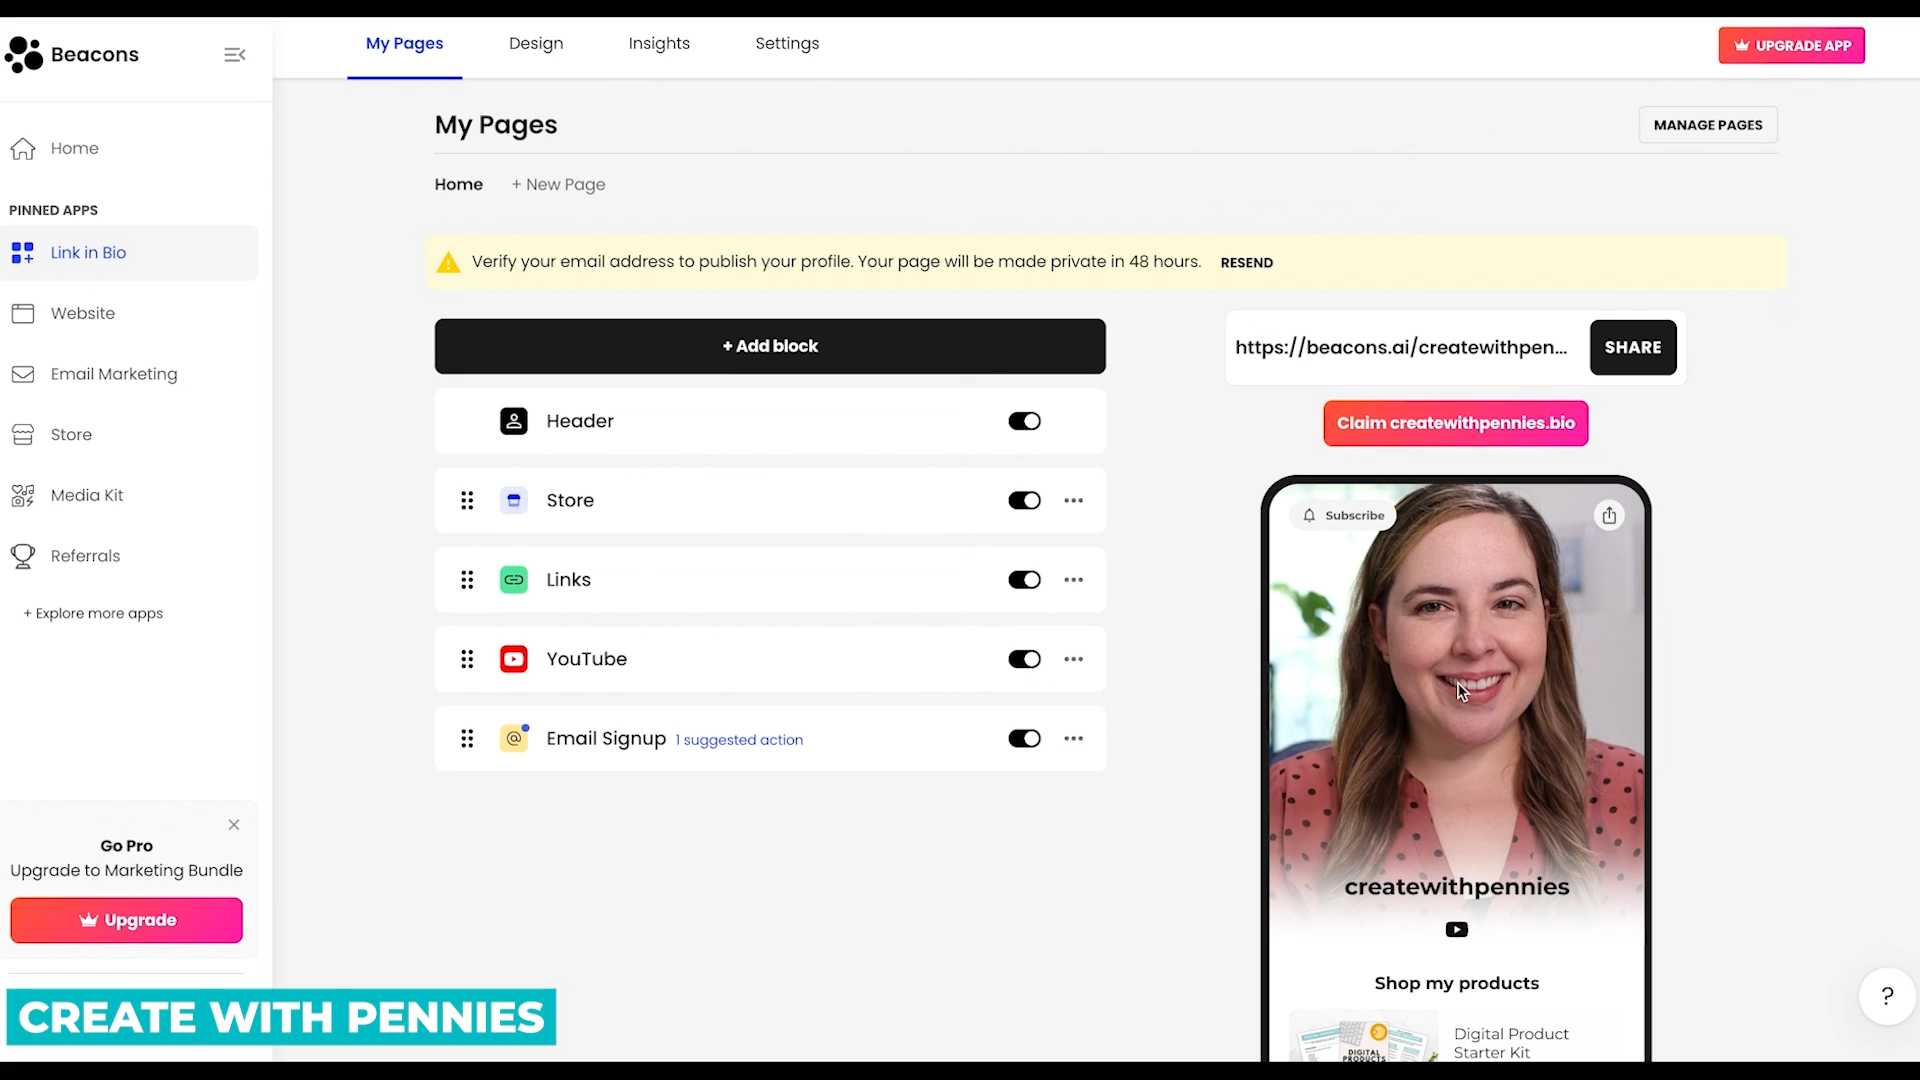 Beacons
My Pages
Design
Insights
Settings
UPGRADE APP
Home
PINNED APPS
Link in Bio
Website
Email Marketing
Store
Media Kit
Referrals
+ Explore more apps
Go Pro
Upgrade to Marketing Bundle
Upgrade
CREATE WITH PENNIES
My Pages
MANAGE PAGES
Home
+ New Page
Verify your email address to publish your profile. Your page will be made private in 48 hours. RESEND
+ Add block
Header
Store
Links
YouTube
Email Signup 1 suggested action
https://beacons.ai/createwithpen...
SHARE
Claim createwithpennies.bio
Subscribe
createwithpennies
Shop my products
DIGITAL
PRODUCTS
Digital Product
Starter Kit
?